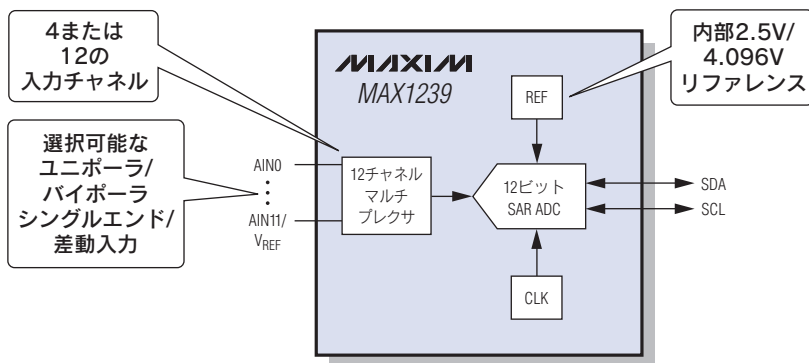 4または
12の
入力チャネル
選択可能な
ユニポーラ/
バイポーラ
シングルエンド/
差動入力
MAXIM
MAX1239
内部2.5V/
4.096V
リファレンス
REF
AIN0
AIN11/
VREF
12チャネル
マルチ
プレクサ
12ビット
SAR ADC
SDA
SCL
CLK